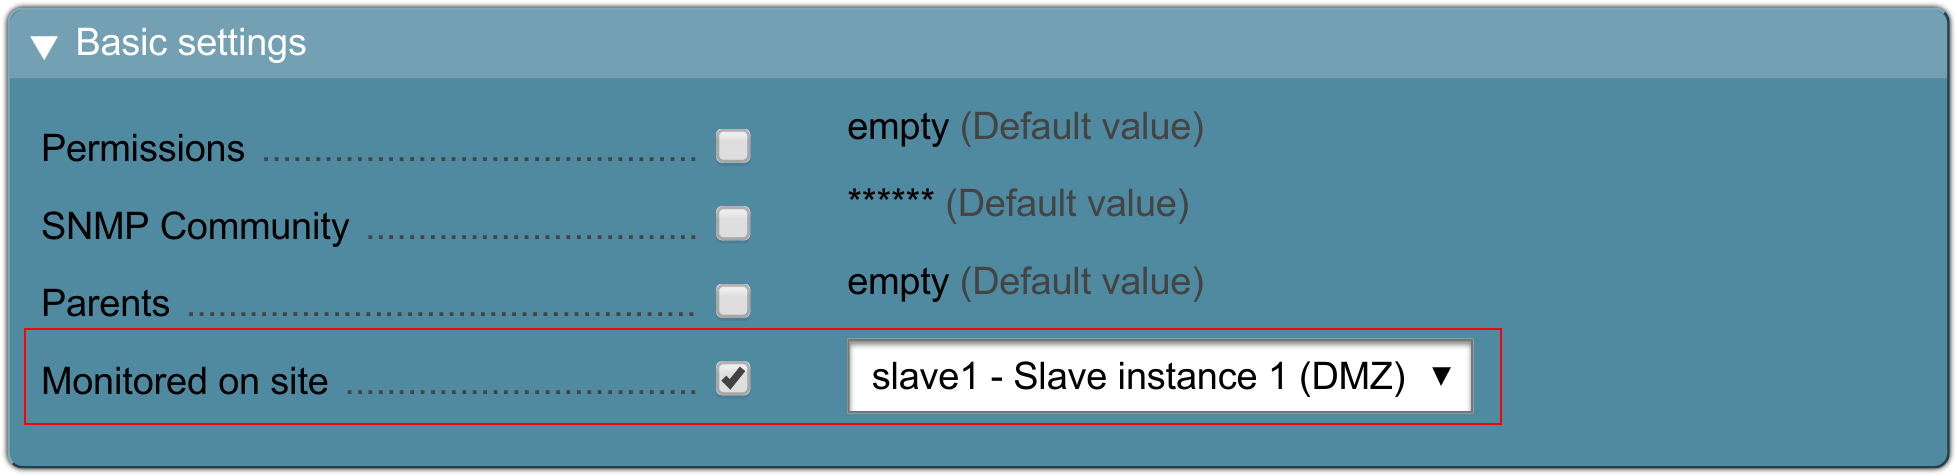 Basic settings
Permissions ........................................ empty (Default value)
SNMP Community ................................ ****** (Default value)
Parents ................................................. empty (Default value)
Monitored on site .................................. slave1 - Slave instance 1 (DMZ)